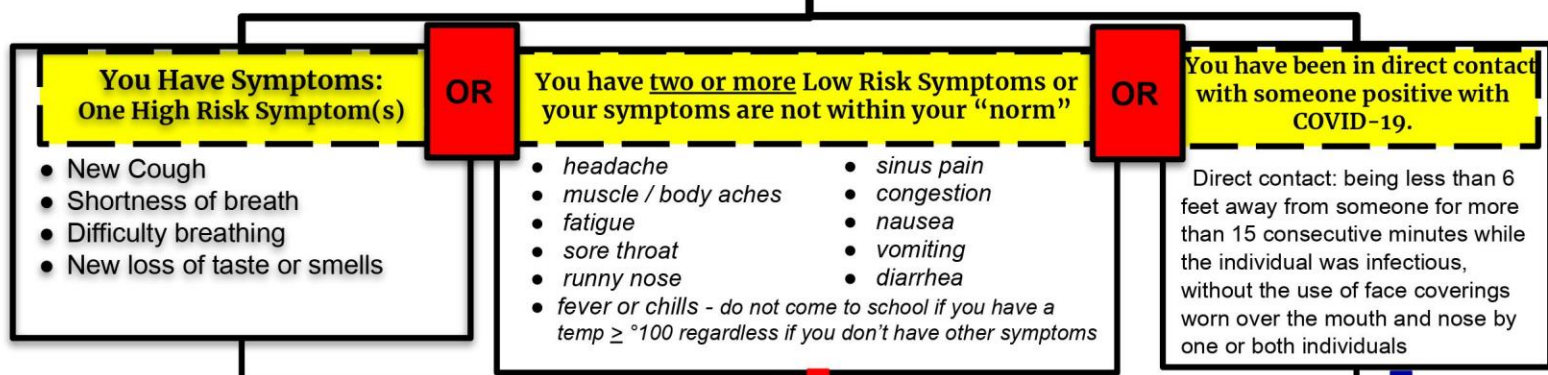 You Have Symptoms:
One High Risk Symptom(s)
● New Cough
● Shortness of breath
● Difficulty breathing
● New loss of taste or smells
OR
You have two or more Low Risk Symptoms or
your symptoms are not within your “norm”
● headache
● muscle / body aches
● fatigue
● sore throat
● runny nose
● sinus pain
● congestion
● nausea
● vomiting
● diarrhea
● fever or chills - do not come to school if you have a
temp ≥ °100 regardless if you don’t have other symptoms
OR
You have been in direct contact
with someone positive with
COVID-19.
Direct contact: being less than 6
feet away from someone for more
than 15 consecutive minutes while
the individual was infectious,
without the use of face coverings
worn over the mouth and nose by
one or both individuals